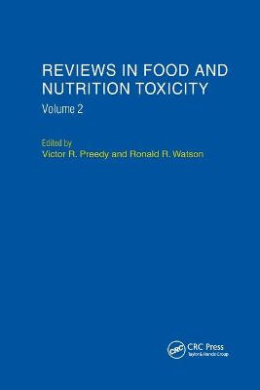 REVIEWS IN FOOD AND
NUTRITION TOXICITY
Volume 2
Edited by
Victor R. Preedy and Ronald R. Watson
CRC Press
Taylor & Francis Group